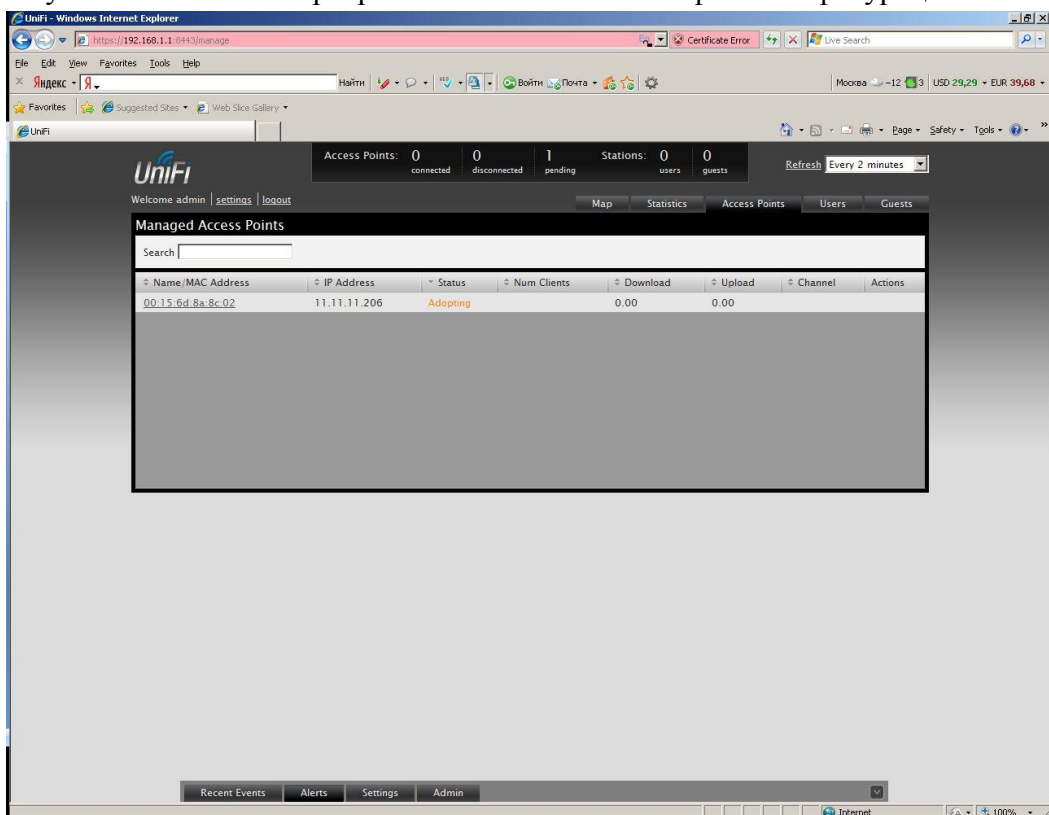 UniFi - Windows Internet Explorer
https://192.168.1.1:8443/manage
Certificate Error
Live Search
File Edit View Favorites Tools Help
Яндекс Я
Найти
Войти
Почта
Москва -12 3 USD 29,29 EUR 39,68
Favorites Suggested Sites Web Slice Gallery
UniFi
Page Safety Tools
UniFi
Access Points: 0 connected 0 disconnected 1 pending Stations: 0 users 0 guests
Refresh Every 2 minutes
Welcome admin | settings | logout
Map Statistics Access Points Users Guests
Managed Access Points
Search
Name/MAC Address IP Address Status Num Clients Download Upload Channel Actions
00:15:6d:8a:8c:02 11.11.11.206 Adopting 0.00 0.00
Recent Events Alerts Settings Admin
Internet 100%